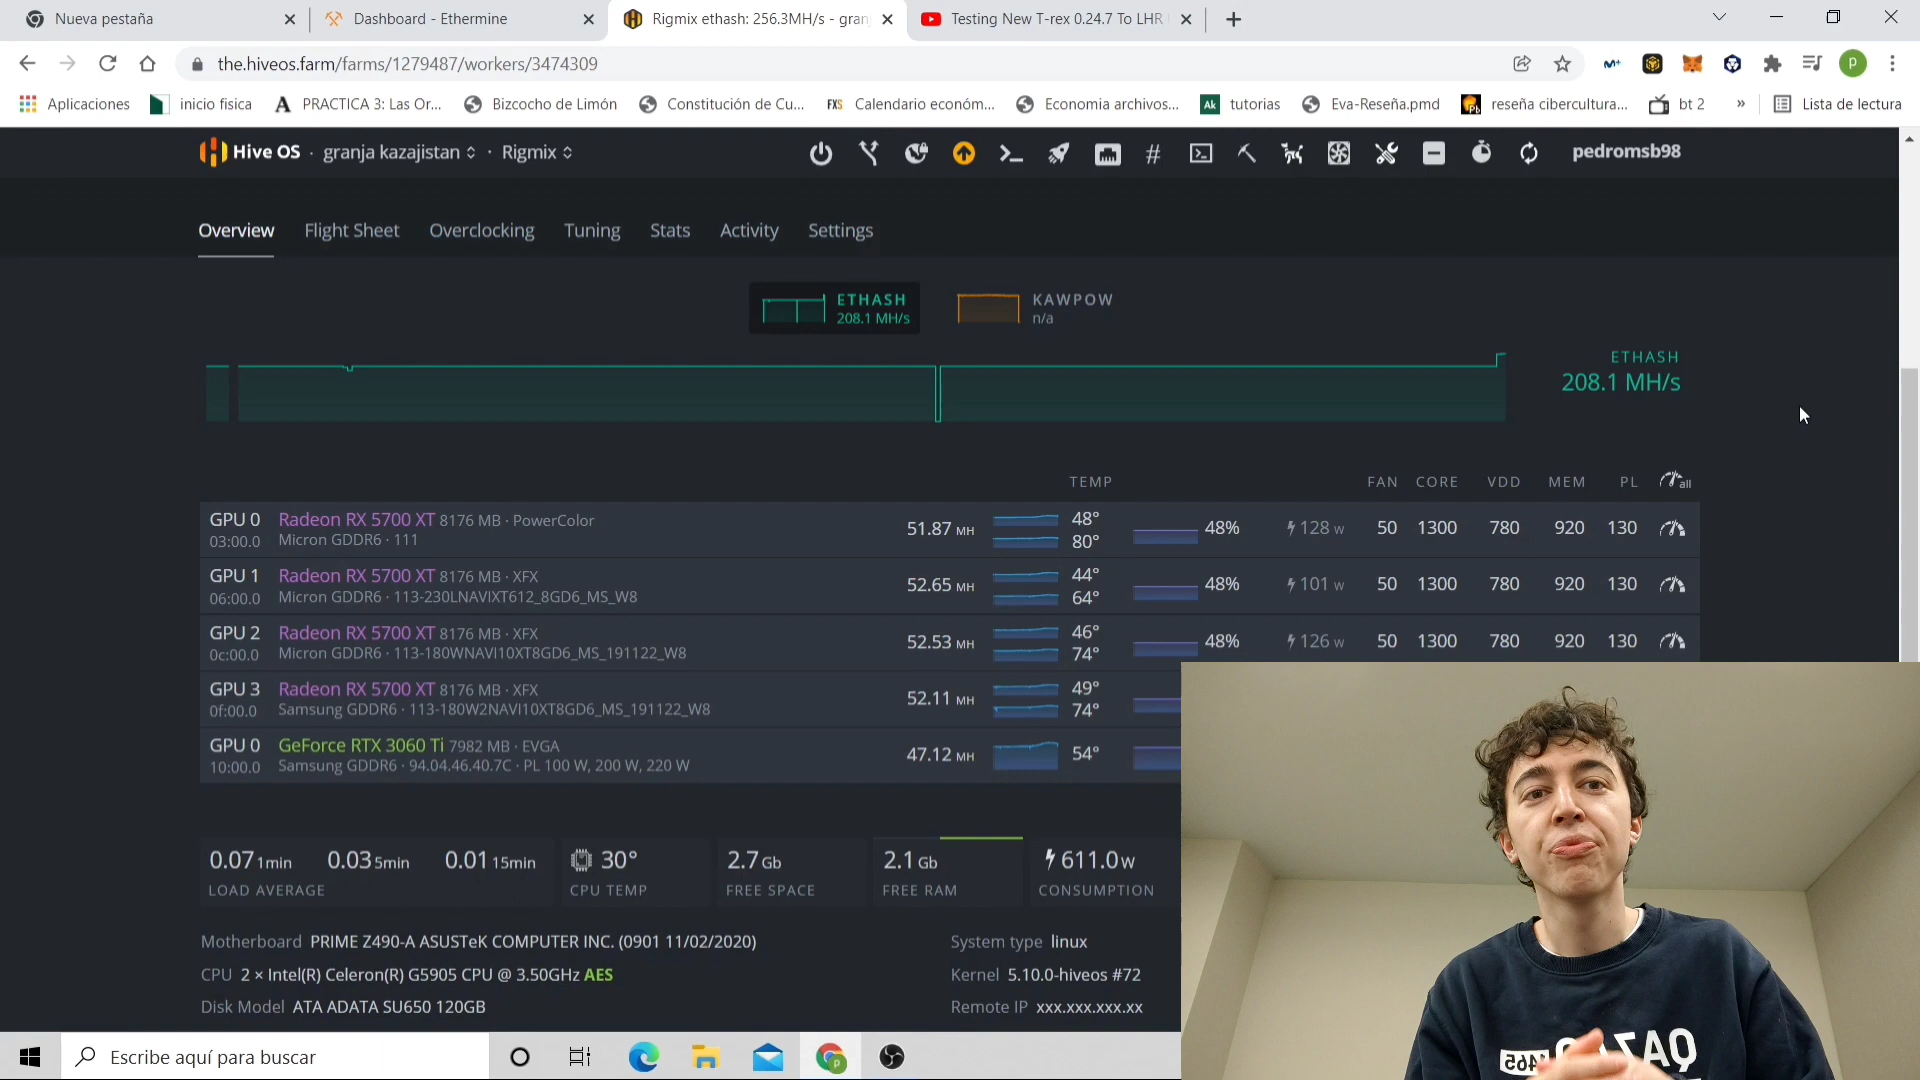 Nueva pestaña
Dashboard - Ethermine
Rigmix ethash: 256.3MH/s - gran
Testing New T-rex 0.24.7 To LHR
the.hiveos.farm/farms/1279487/workers/3474309
Aplicaciones
inicio fisica
PRACTICA 3: Las Or...
Bizcocho de Limón
Constitución de Cu...
FXS Calendario económ...
Economia archivos...
Ak tutorias
Eva-Reseña.pmd
Pb reseña cibercultura...
bt 2
»
Lista de lectura
Hive OS · granja kazajistan · Rigmix
pedromsb98
Overview Flight Sheet Overclocking Tuning Stats Activity Settings
ETHASH
208.1 MH/s
KAWPOW
n/a
ETHASH
208.1 MH/s
TEMP FAN CORE VDD MEM PL all
GPU 0 Radeon RX 5700 XT 8176 MB · PowerColor
03:00.0 Micron GDDR6 · 111
51.87 MH 48° 80° 48% 128 W 50 1300 780 920 130
GPU 1 Radeon RX 5700 XT 8176 MB · XFX
06:00.0 Micron GDDR6 · 113-230LNAVIXT612_8GD6_MS_W8
52.65 MH 44° 64° 48% 101 W 50 1300 780 920 130
GPU 2 Radeon RX 5700 XT 8176 MB · XFX
0c:00.0 Micron GDDR6 · 113-180WNAVI10XT8GD6_MS_191122_W8
52.53 MH 46° 74° 48% 126 W 50 1300 780 920 130
GPU 3 Radeon RX 5700 XT 8176 MB · XFX
0f:00.0 Samsung GDDR6 · 113-180W2NAVI10XT8GD6_MS_191122_W8
52.11 MH 49° 74°
GPU 0 GeForce RTX 3060 Ti 7982 MB · EVGA
10:00.0 Samsung GDDR6 · 94.04.46.40.7C · PL 100 W, 200 W, 220 W
47.12 MH 54°
0.07 1min 0.03 5min 0.01 15min
LOAD AVERAGE
30°
CPU TEMP
2.7 Gb
FREE SPACE
2.1 Gb
FREE RAM
611.0 W
CONSUMPTION
Motherboard PRIME Z490-A ASUSTeK COMPUTER INC. (0901 11/02/2020)
CPU 2 × Intel(R) Celeron(R) G5905 CPU @ 3.50GHz AES
Disk Model ATA ADATA SU650 120GB
System type linux
Kernel 5.10.0-hiveos #72
Remote IP xxx.xxx.xxx.xx
Escribe aquí para buscar